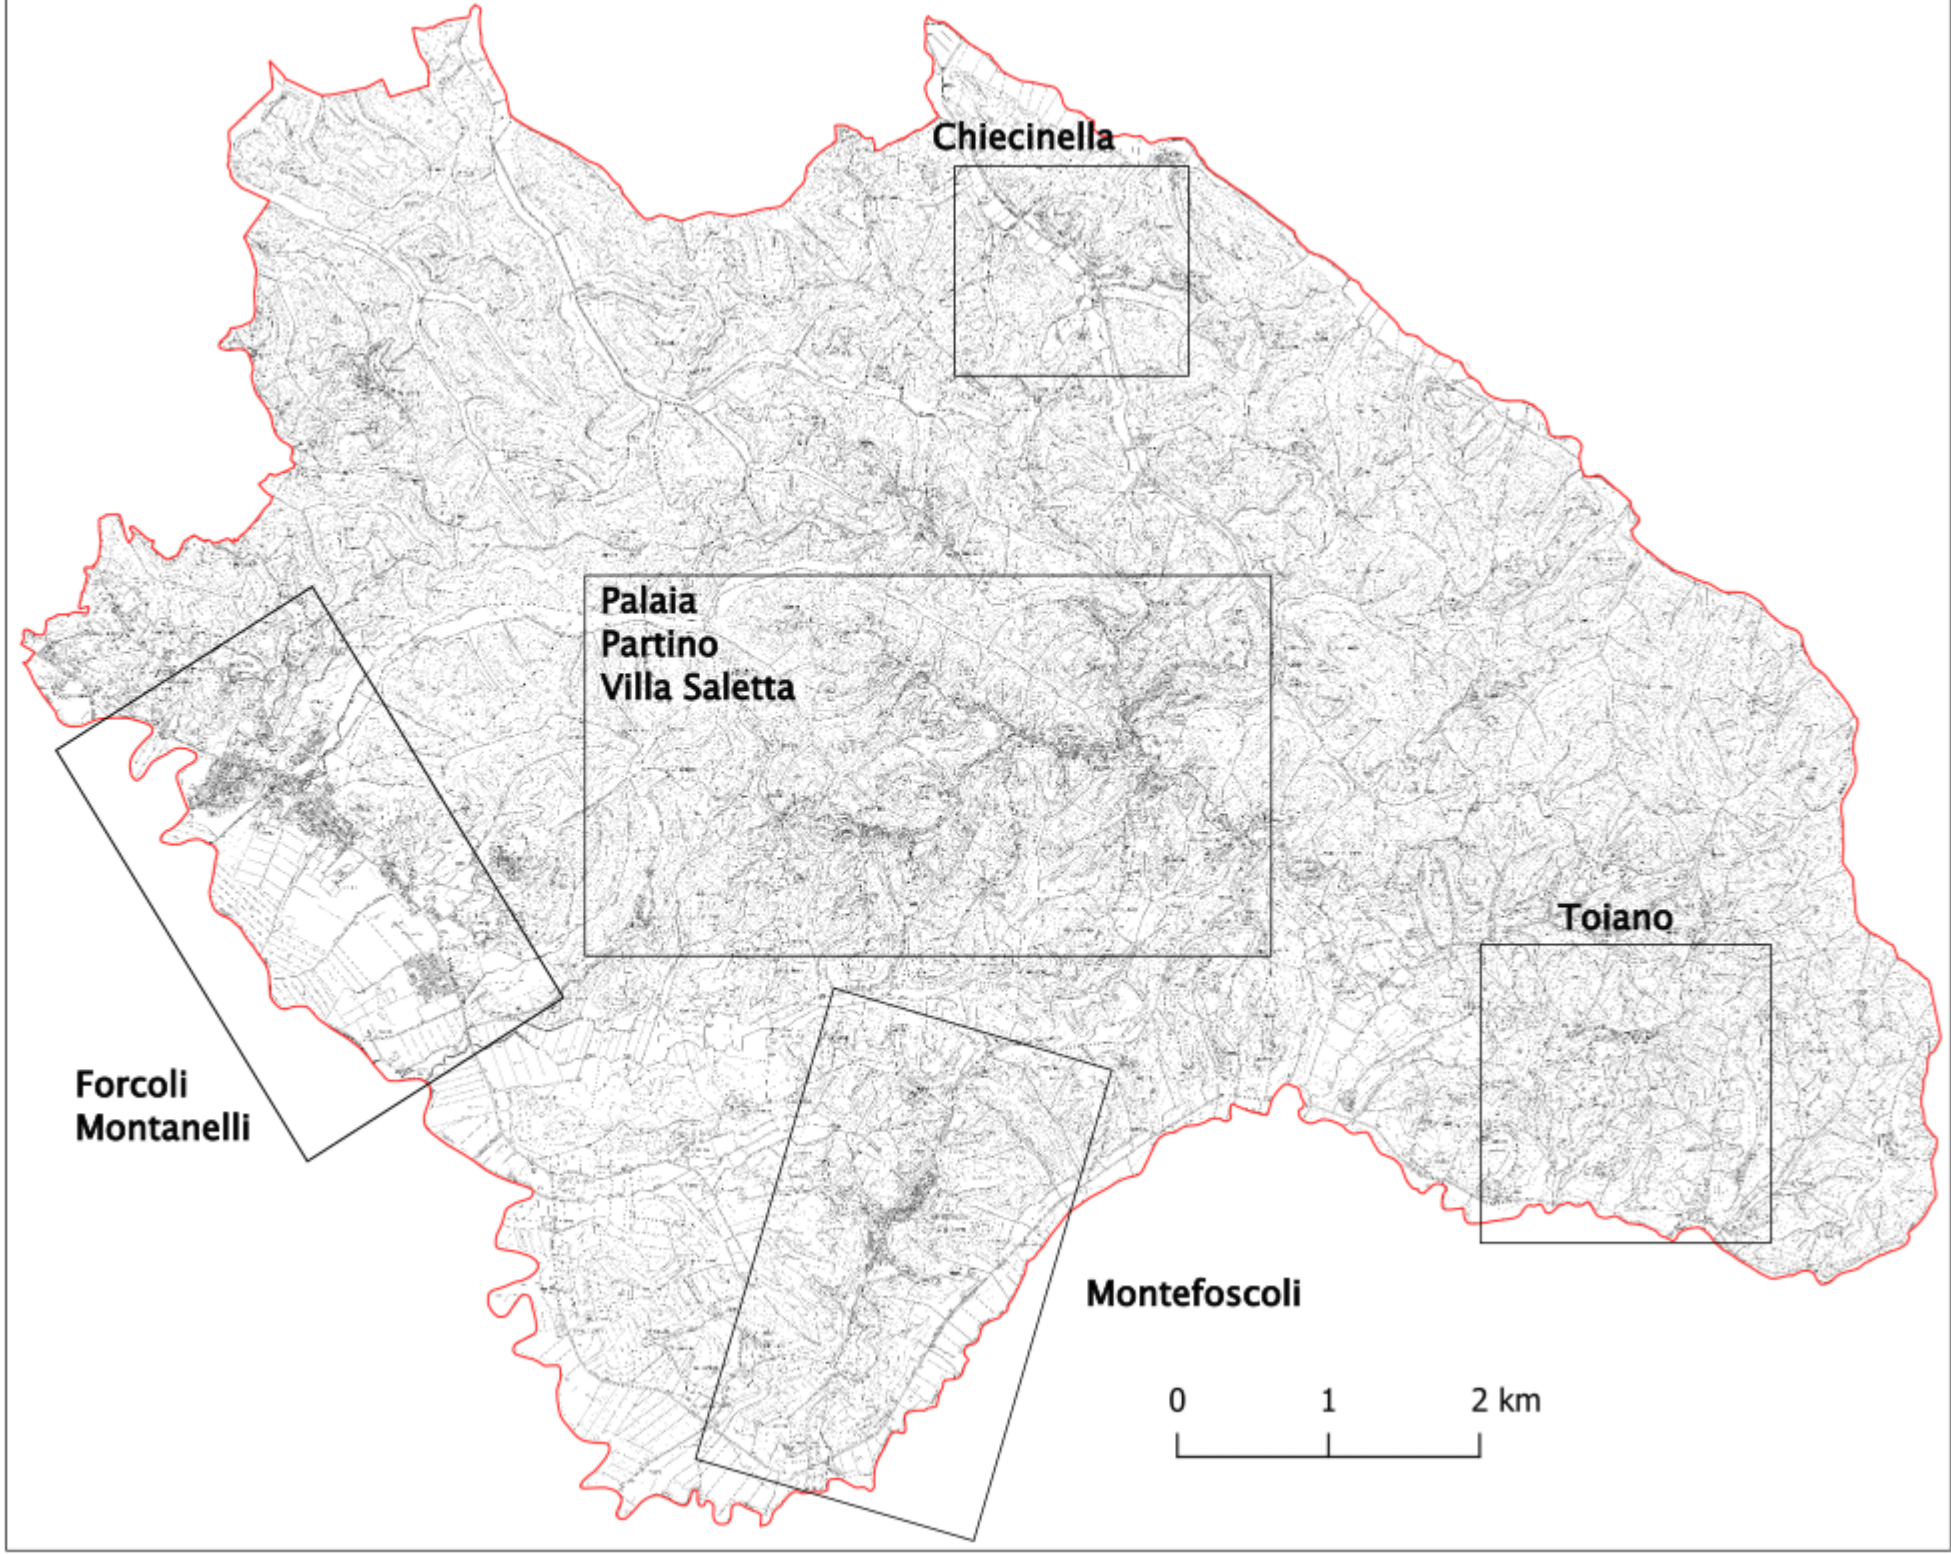 Chiecinella
Palaia
Partino
Villa Saletta
Toiano
Forcoli
Montanelli
Montefoscoli
0 1 2 km